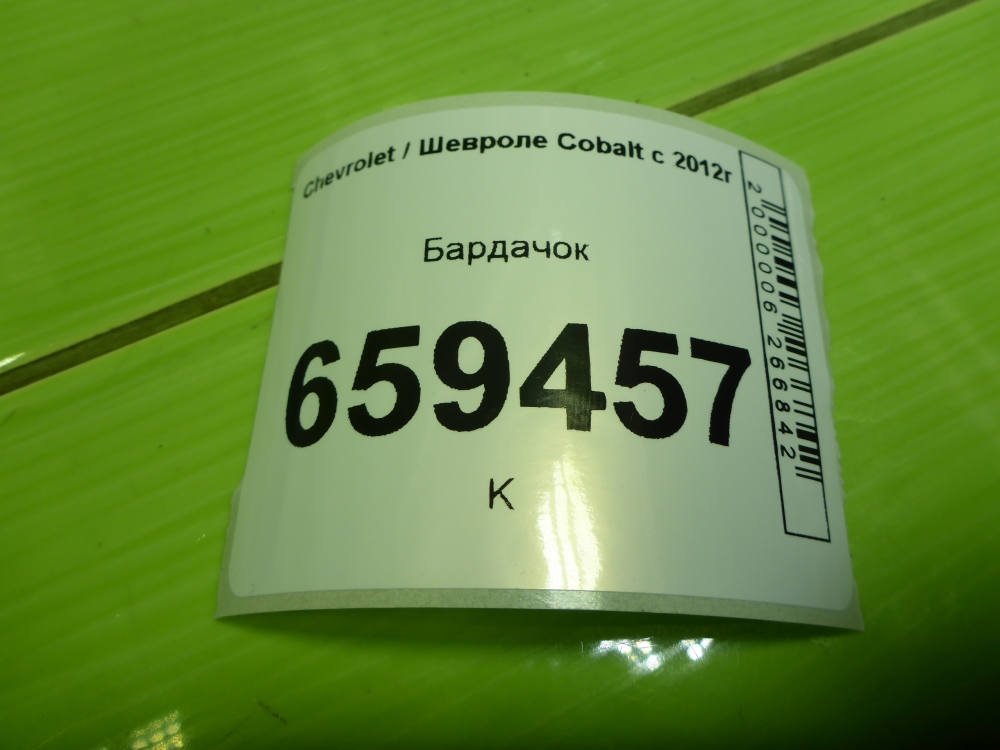 Chevrolet / Шевроле Cobalt с 2012г
Бардачок
659457
К
2000006266842